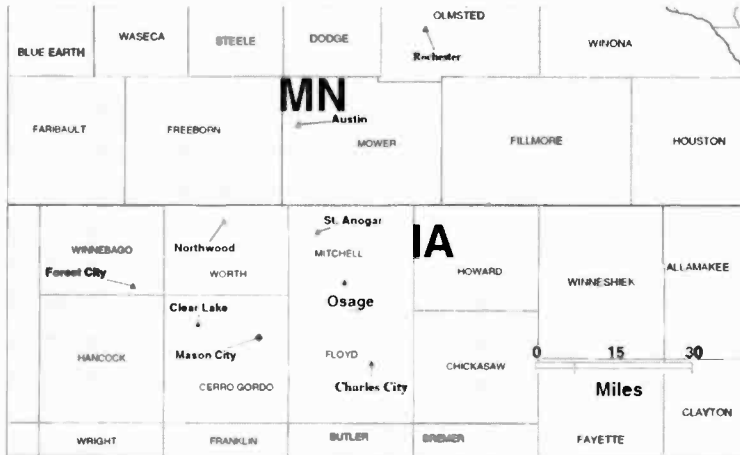 OLMSTED
WASECA
STEELE
DODGE
BLUE EARTH
Rochester
WINONA
MN
Austin
FARIBAULT
FREEBORN
MOWER
FILLMORE
HOUSTON
St. Anogar
IA
WINNEBAGO
Northwood
MITCHELL
Forest City
WORTH
HOWARD
WINNESHIEK
ALLAMAKEE
Osage
Clear Lake
0 15 30
HANCOCK
Mason City
FLOYD
CHICKASAW
CERRO GORDO
Charles City
Miles
CLAYTON
WRIGHT
FRANKLIN
BUTLER
BREMER
FAYETTE